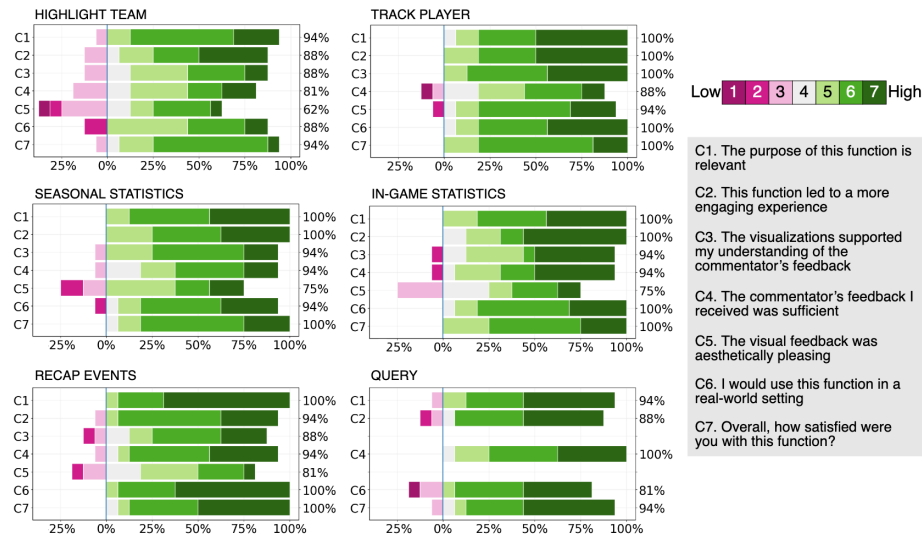 HIGHLIGHT TEAM
C1 94%
C2 88%
C3 88%
C4 81%
C5 62%
C6 88%
C7 94%
25% 0% 25% 50% 75% 100%
TRACK PLAYER
C1 100%
C2 100%
C3 100%
C4 88%
C5 94%
C6 100%
C7 100%
25% 0% 25% 50% 75% 100%
SEASONAL STATISTICS
C1 100%
C2 100%
C3 94%
C4 94%
C5 75%
C6 94%
C7 100%
25% 0% 25% 50% 75% 100%
IN-GAME STATISTICS
C1 100%
C2 100%
C3 94%
C4 94%
C5 75%
C6 100%
C7 100%
25% 0% 25% 50% 75% 100%
RECAP EVENTS
C1 100%
C2 94%
C3 88%
C4 94%
C5 81%
C6 100%
C7 100%
25% 0% 25% 50% 75% 100%
QUERY
C1 94%
C2 88%
C4 100%
C6 81%
C7 94%
25% 0% 25% 50% 75% 100%
Low 1 2 3 4 5 6 7 High
C1. The purpose of this function is
relevant
C2. This function led to a more
engaging experience
C3. The visualizations supported
my understanding of the
commentator's feedback
C4. The commentator's feedback I
received was sufficient
C5. The visual feedback was
aesthetically pleasing
C6. I would use this function in a
real-world setting
C7. Overall, how satisfied were
you with this function?